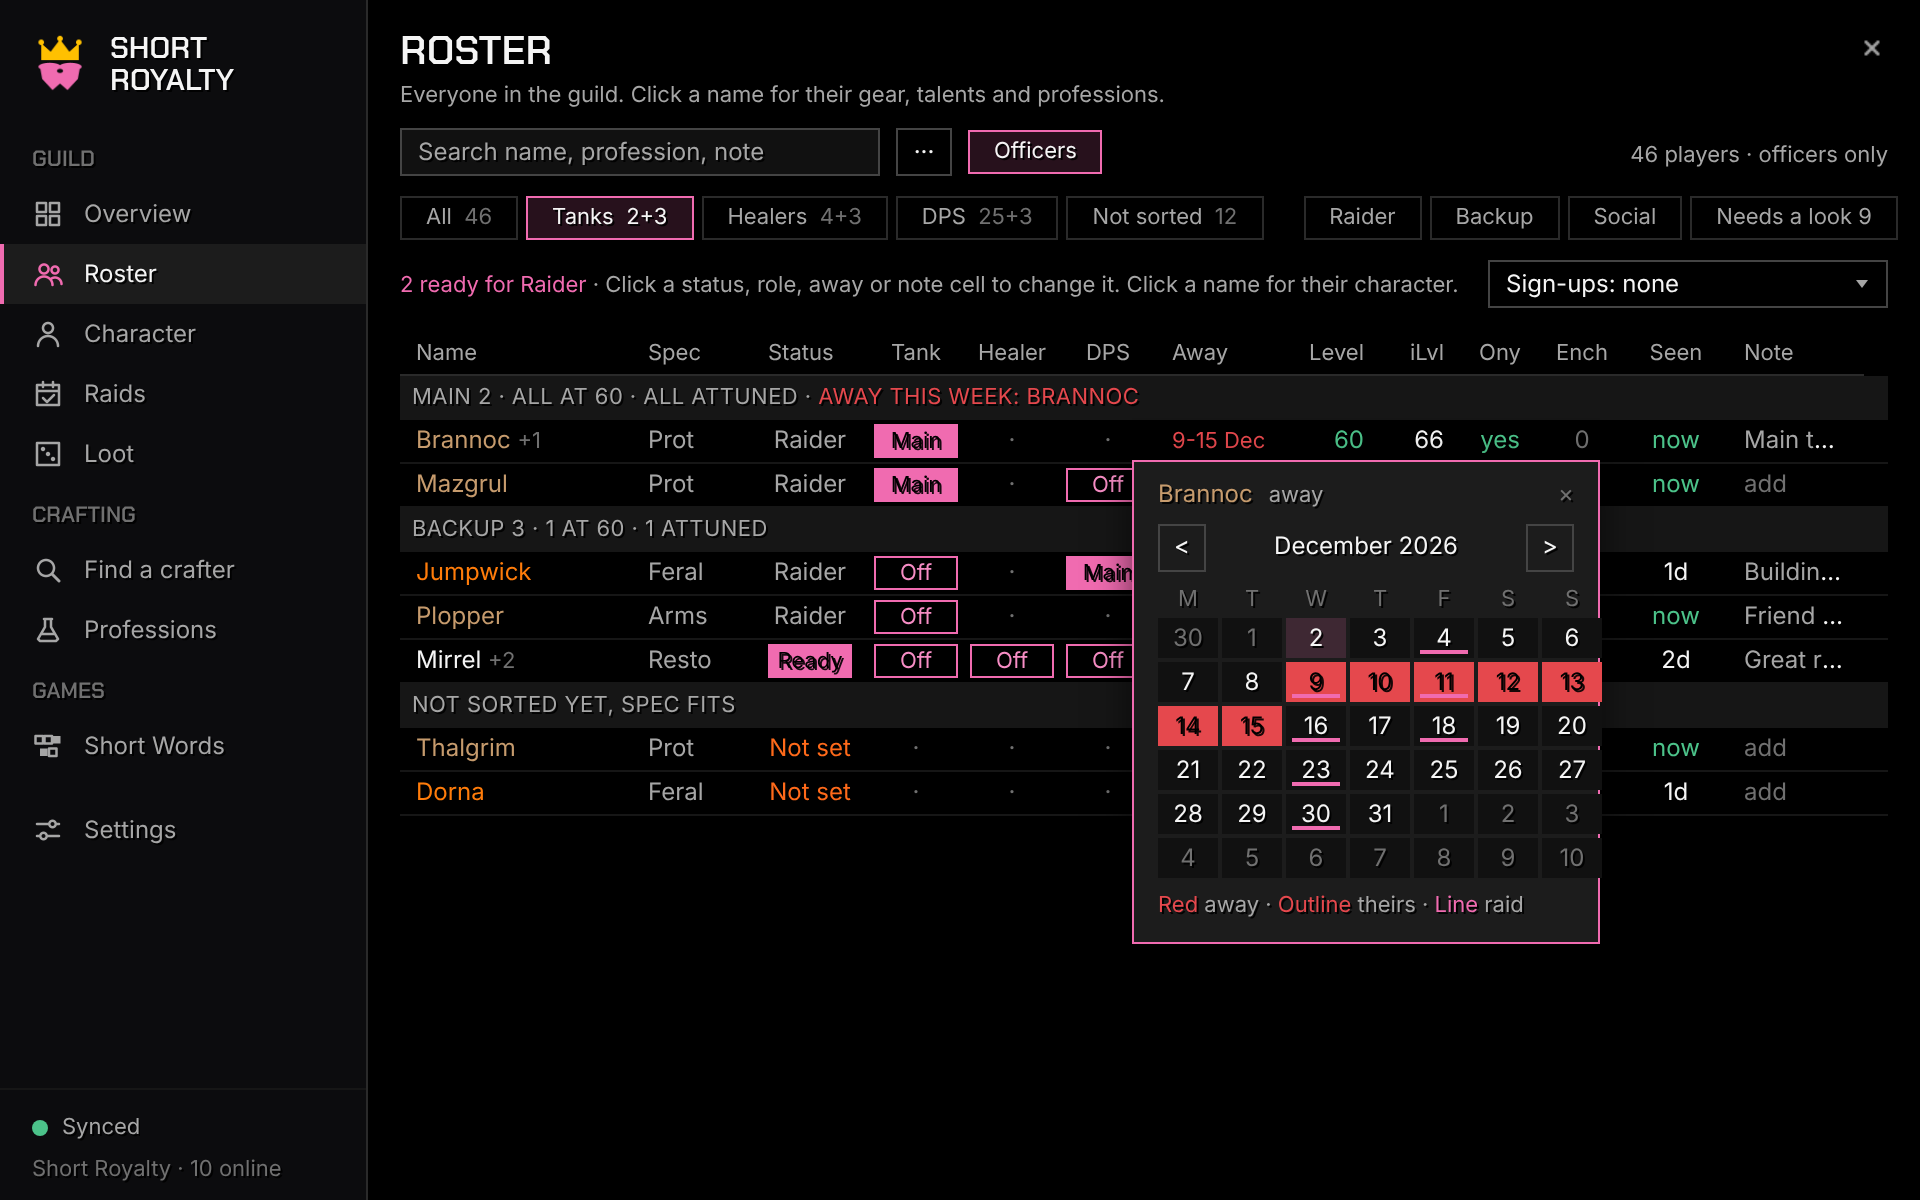 SHORT
ROYALTY
GUILD
Overview
Roster
Character
Raids
Loot
CRAFTING
Find a crafter
Professions
GAMES
Short Words
Settings
Synced
Short Royalty · 10 online
ROSTER
×
Everyone in the guild. Click a name for their gear, talents and professions.
Search name, profession, note ... Officers 46 players · officers only
All 46 Tanks 2+3 Healers 4+3 DPS 25+3 Not sorted 12 Raider Backup Social Needs a look 9
2 ready for Raider · Click a status, role, away or note cell to change it. Click a name for their character. Sign-ups: none
Name Spec Status Tank Healer DPS Away Level iLvl Ony Ench Seen Note
MAIN 2 · ALL AT 60 · ALL ATTUNED · AWAY THIS WEEK: BRANNOC
Brannoc +1 Prot Raider Main · · 9-15 Dec 60 66 yes 0 now Main t...
Mazgrul Prot Raider Main · Off now add
BACKUP 3 · 1 AT 60 · 1 ATTUNED
Jumpwick Feral Raider Off · Main 1d Buildin...
Plopper Arms Raider Off · · now Friend ...
Mirrel +2 Resto Ready Off Off Off 2d Great r...
NOT SORTED YET, SPEC FITS
Thalgrim Prot Not set · · · now add
Dorna Feral Not set · · · 1d add
Brannoc away ×
< December 2026 >
M T W T F S S
30 1 2 3 4 5 6
7 8 9 10 11 12 13
14 15 16 17 18 19 20
21 22 23 24 25 26 27
28 29 30 31 1 2 3
4 5 6 7 8 9 10
Red away · Outline theirs · Line raid